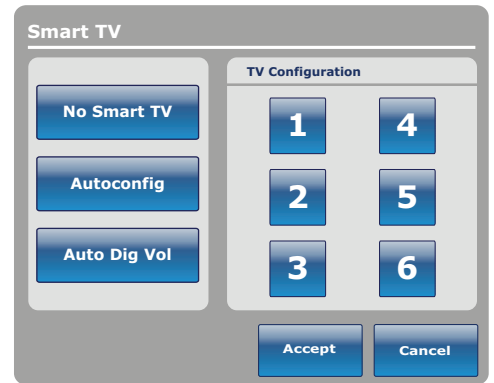 Smart TV
No Smart TV
Autoconfig
Auto Dig Vol
TV Configuration
1 4
2 5
3 6
Accept Cancel